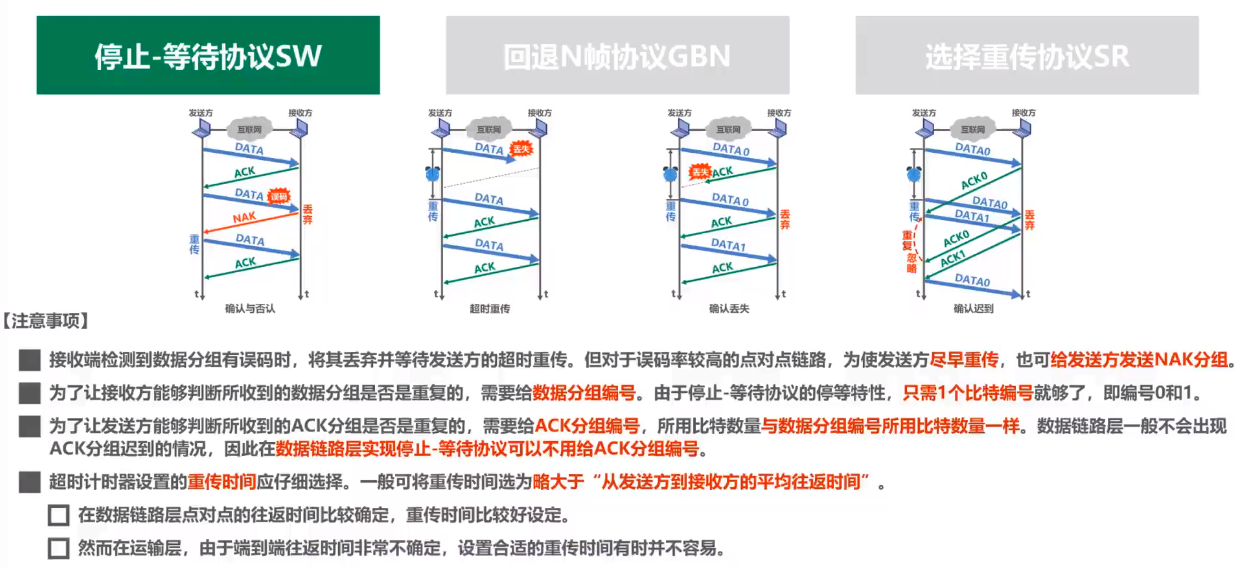 停止-等待协议SW
回退N帧协议GBN
选择重传协议SR
发送方
接收方
互联网
DATA
ACK
DATA
误码
NAK
丢弃
重传
DATA
ACK
t
t
确认与否认
发送方
接收方
互联网
DATA
丢失
重传
DATA
ACK
DATA
ACK
t
t
超时重传
发送方
接收方
互联网
DATA0
丢失
ACK
重传
DATA0
丢弃
ACK
DATA1
ACK
t
t
确认丢失
发送方
接收方
互联网
DATA0
ACK0
重传
DATA0
DATA1
丢弃
重复
忽略
ACK0
ACK1
DATA0
t
t
确认迟到
【注意事项】
接收端检测到数据分组有误码时，将其丢弃并等待发送方的超时重传。但对于误码率较高的点对点链路，为使发送方尽早重传，也可给发送方发送NAK分组。
为了让接收方能够判断所收到的数据分组是否是重复的，需要给数据分组编号。由于停止-等待协议的停等特性，只需1个比特编号就够了，即编号0和1。
为了让发送方能够判断所收到的ACK分组是否是重复的，需要给ACK分组编号，所用比特数量与数据分组编号所用比特数量一样。数据链路层一般不会出现
ACK分组迟到的情况，因此在数据链路层实现停止-等待协议可以不用给ACK分组编号。
超时计时器设置的重传时间应仔细选择。一般可将重传时间选为略大于“从发送方到接收方的平均往返时间”。
在数据链路层点对点的往返时间比较确定，重传时间比较好设定。
然而在运输层，由于端到端往返时间非常不确定，设置合适的重传时间有时并不容易。